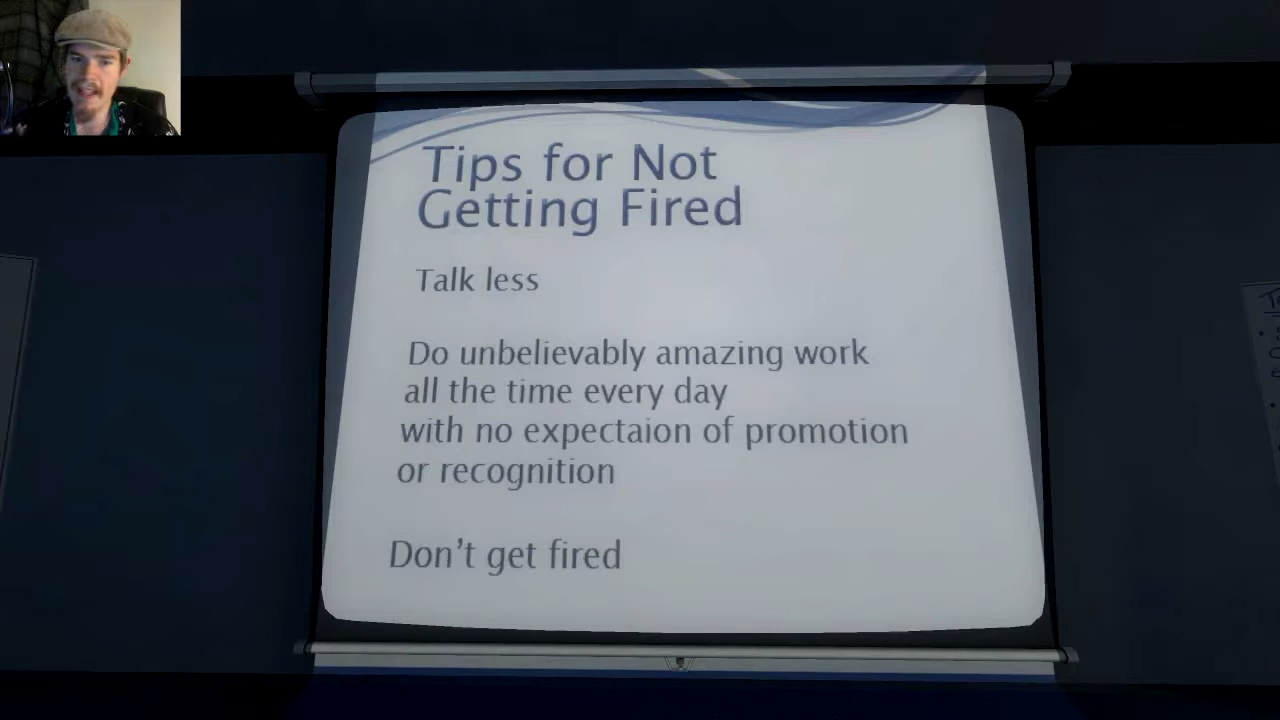 Tips for Not
Getting Fired
Talk less
Do unbelievably amazing work
all the time every day
with no expectaion of promotion
or recognition
Don't get fired